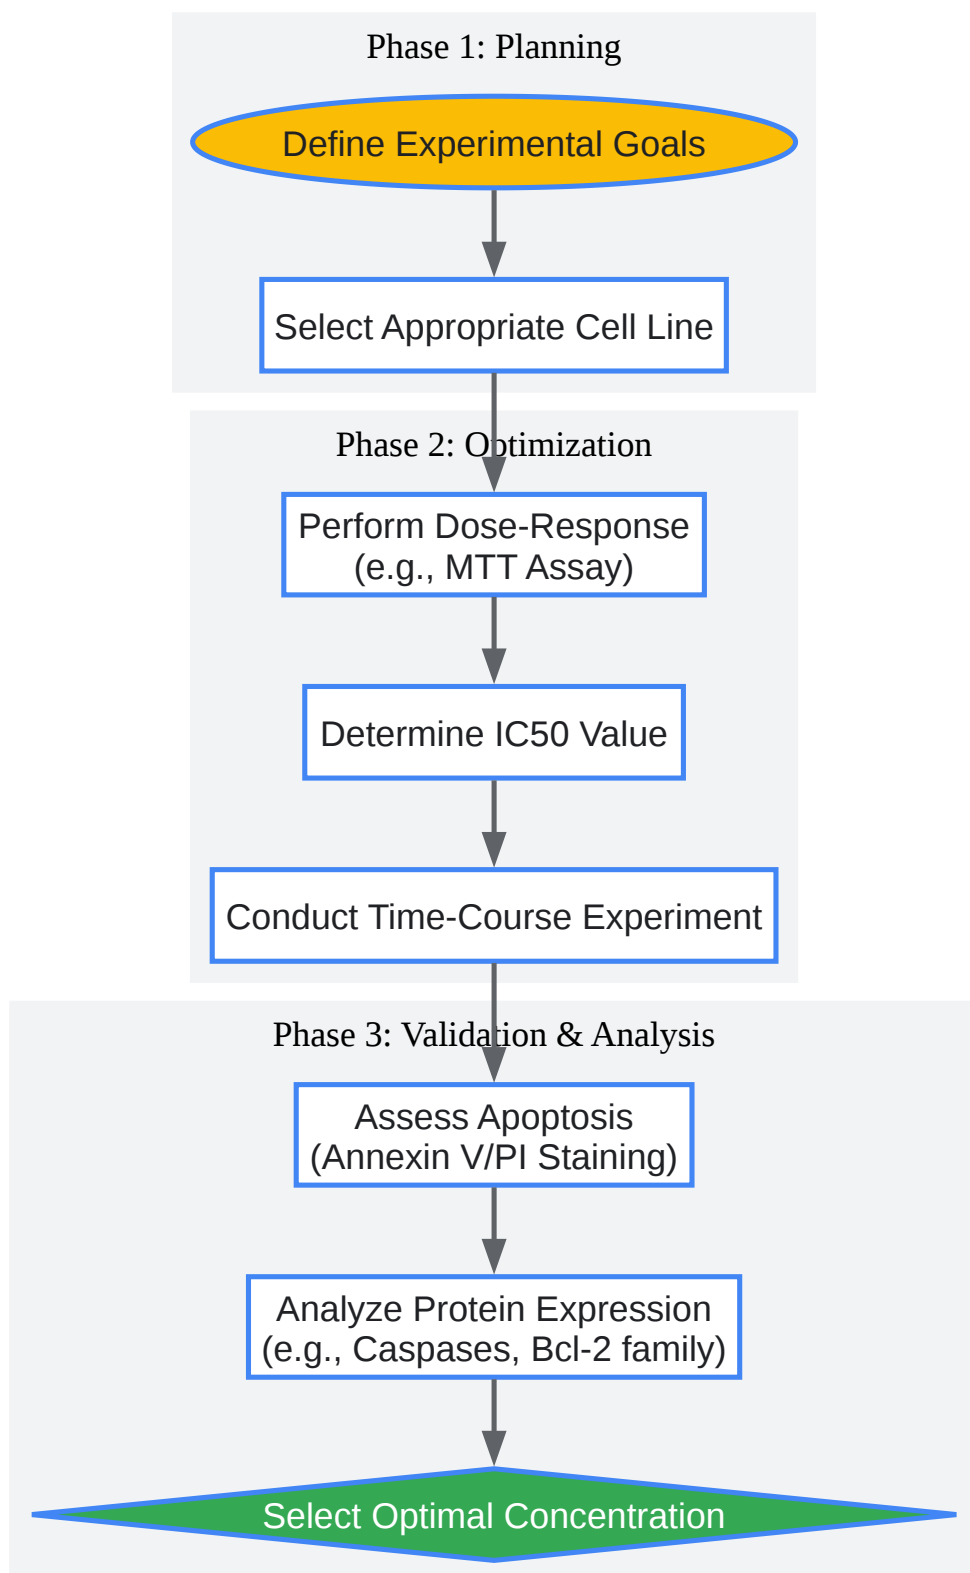 Phase 1: Planning
Define Experimental Goals
Select Appropriate Cell Line
Phase 2: Optimization
Perform Dose-Response
(e.g., MTT Assay)
Determine IC50 Value
Conduct Time-Course Experiment
Phase 3: Validation & Analysis
Assess Apoptosis
(Annexin V/PI Staining)
Analyze Protein Expression
(e.g., Caspases, Bcl-2 family)
Select Optimal Concentration